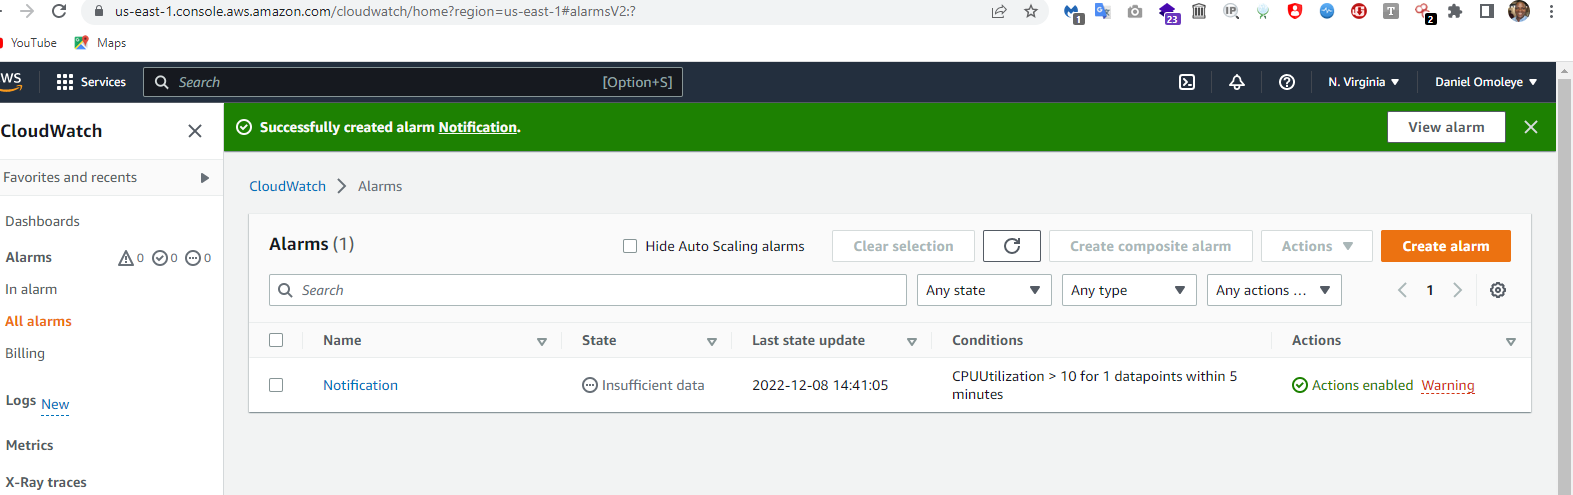 us-east-1.console.aws.amazon.com/cloudwatch/home?region=us-east-1#alarmsV2:?
1
23
IP
T
2
YouTube
Maps
WS
Services
Search
[Option+S]
N. Virginia
Daniel Omoleye
CloudWatch
Successfully created alarm Notification.
View alarm
Favorites and recents
CloudWatch
Alarms
Dashboards
Alarms
0
0
0
In alarm
All alarms
Billing
Logs New
Metrics
X-Ray traces
Alarms (1)
Hide Auto Scaling alarms
Clear selection
Create composite alarm
Actions
Create alarm
Search
Any state
Any type
Any actions ...
1
Name
State
Last state update
Conditions
Actions
Notification
Insufficient data
2022-12-08 14:41:05
CPUUtilization > 10 for 1 datapoints within 5
minutes
Actions enabled Warning